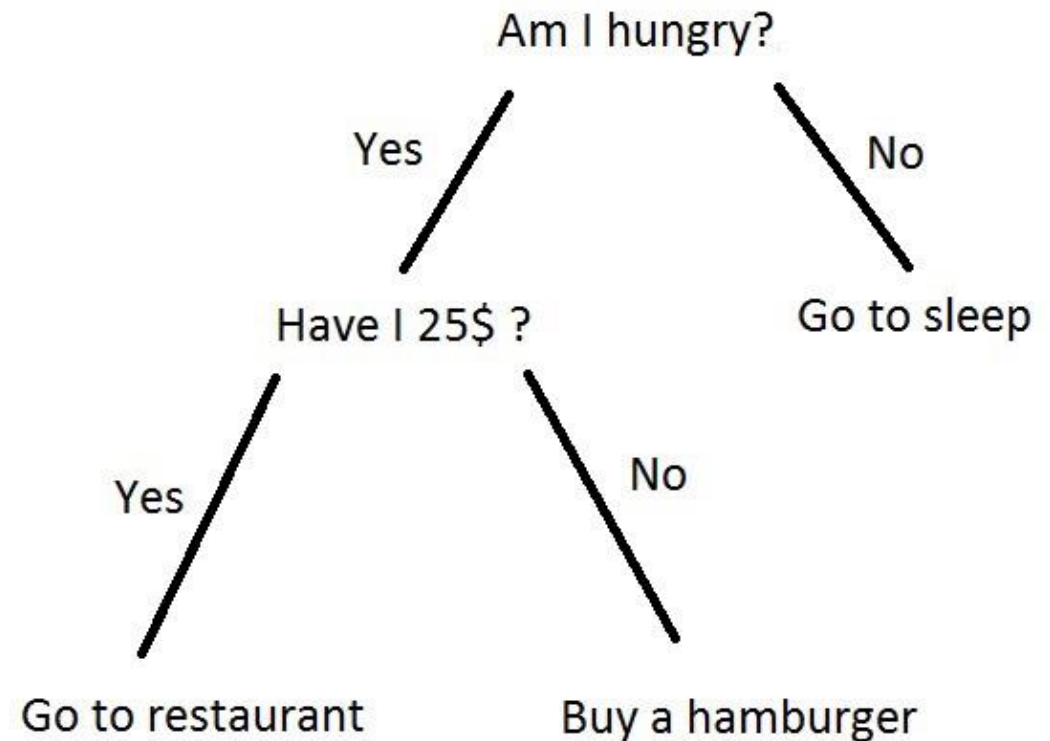 Am I hungry?
Yes
No
Have I 25$ ?
Go to sleep
Yes
No
Go to restaurant
Buy a hamburger